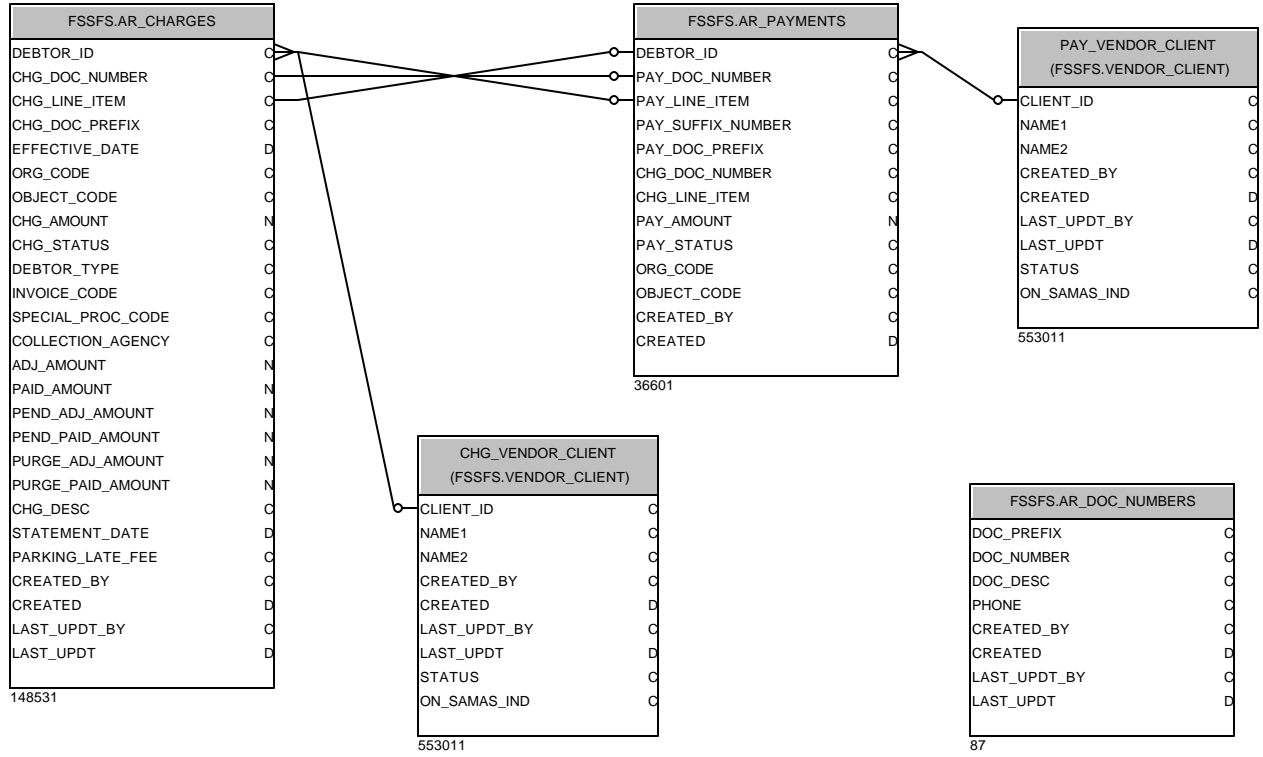 FSSFS.AR_CHARGES
DEBTOR_ID C
CHG_DOC_NUMBER C
CHG_LINE_ITEM C
CHG_DOC_PREFIX C
EFFECTIVE_DATE D
ORG_CODE C
OBJECT_CODE C
CHG_AMOUNT N
CHG_STATUS C
DEBTOR_TYPE C
INVOICE_CODE C
SPECIAL_PROC_CODE C
COLLECTION_AGENCY C
ADJ_AMOUNT N
PAID_AMOUNT N
PEND_ADJ_AMOUNT N
PEND_PAID_AMOUNT N
PURGE_ADJ_AMOUNT N
PURGE_PAID_AMOUNT N
CHG_DESC C
STATEMENT_DATE D
PARKING_LATE_FEE C
CREATED_BY C
CREATED D
LAST_UPDT_BY C
LAST_UPDT D
148531
FSSFS.AR_PAYMENTS
DEBTOR_ID C
PAY_DOC_NUMBER C
PAY_LINE_ITEM C
PAY_SUFFIX_NUMBER C
PAY_DOC_PREFIX C
CHG_DOC_NUMBER C
CHG_LINE_ITEM C
PAY_AMOUNT N
PAY_STATUS C
ORG_CODE C
OBJECT_CODE C
CREATED_BY C
CREATED D
36601
PAY_VENDOR_CLIENT
(FSSFS.VENDOR_CLIENT)
CLIENT_ID C
NAME1 C
NAME2 C
CREATED_BY C
CREATED D
LAST_UPDT_BY C
LAST_UPDT D
STATUS C
ON_SAMAS_IND C
553011
CHG_VENDOR_CLIENT
(FSSFS.VENDOR_CLIENT)
CLIENT_ID C
NAME1 C
NAME2 C
CREATED_BY C
CREATED D
LAST_UPDT_BY C
LAST_UPDT D
STATUS C
ON_SAMAS_IND C
553011
FSSFS.AR_DOC_NUMBERS
DOC_PREFIX C
DOC_NUMBER C
DOC_DESC C
PHONE C
CREATED_BY C
CREATED D
LAST_UPDT_BY C
LAST_UPDT D
87